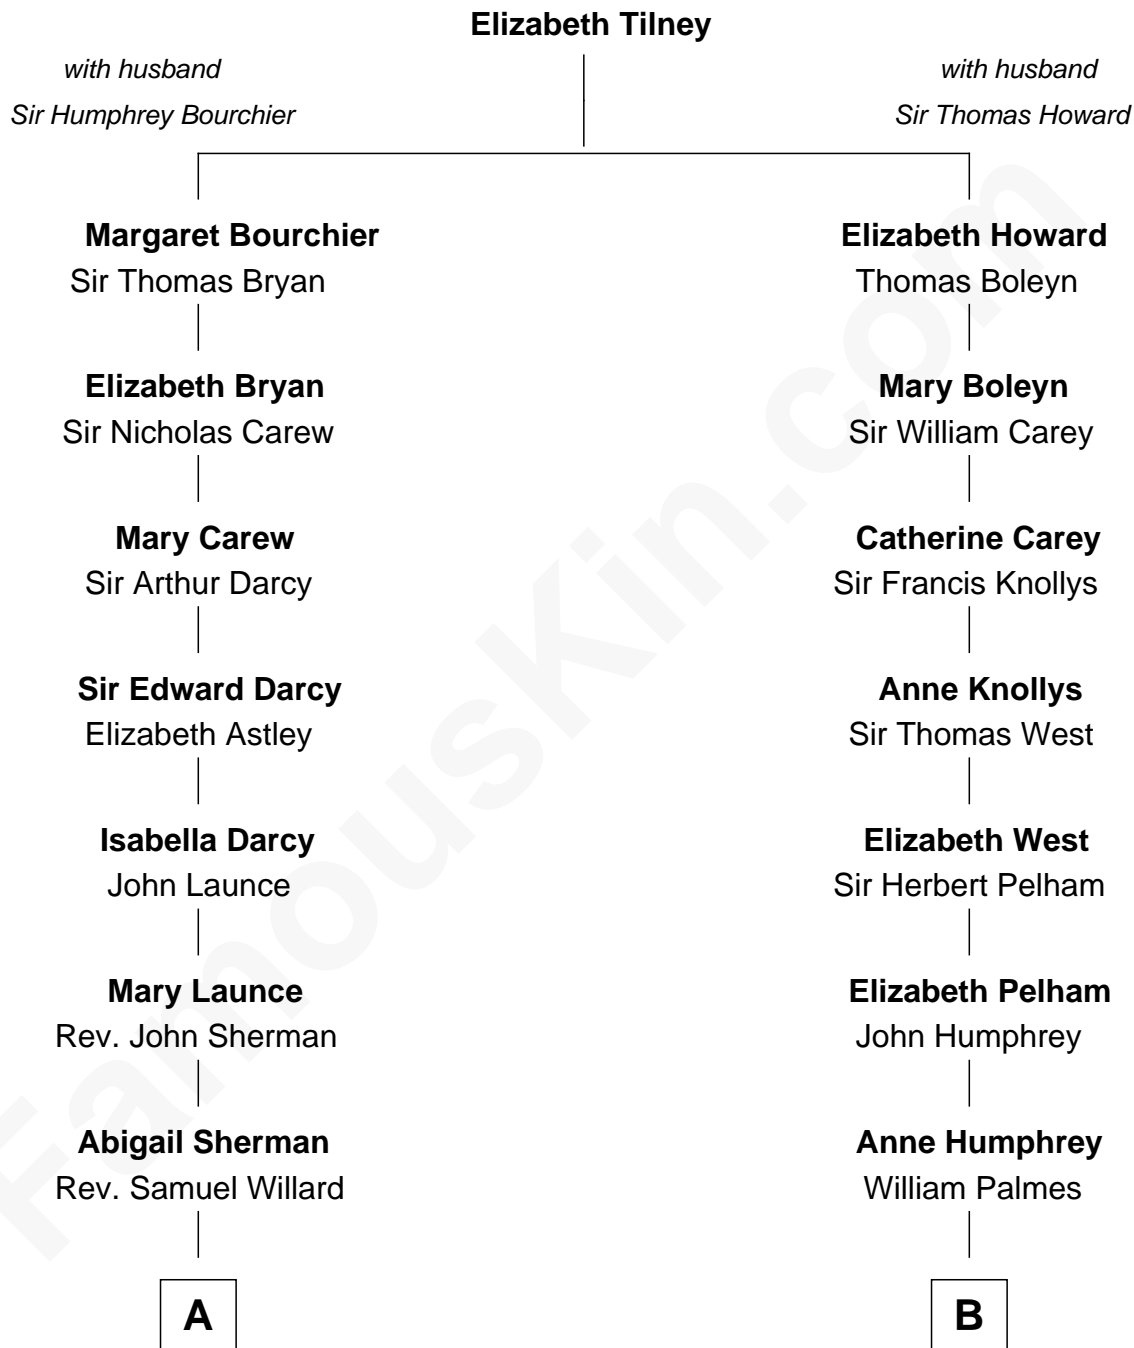 Elizabeth Tilney
with husband
Sir Humphrey Bourchier
with husband
Sir Thomas Howard
Margaret Bourchier
Sir Thomas Bryan
Elizabeth Howard
Thomas Boleyn
Elizabeth Bryan
Sir Nicholas Carew
Mary Boleyn
Sir William Carey
Mary Carew
Sir Arthur Darcy
Catherine Carey
Sir Francis Knollys
Sir Edward Darcy
Elizabeth Astley
Anne Knollys
Sir Thomas West
Isabella Darcy
John Launce
Elizabeth West
Sir Herbert Pelham
Mary Launce
Rev. John Sherman
Elizabeth Pelham
John Humphrey
Abigail Sherman
Rev. Samuel Willard
Anne Humphrey
William Palmes
A
B
FamousKin.com